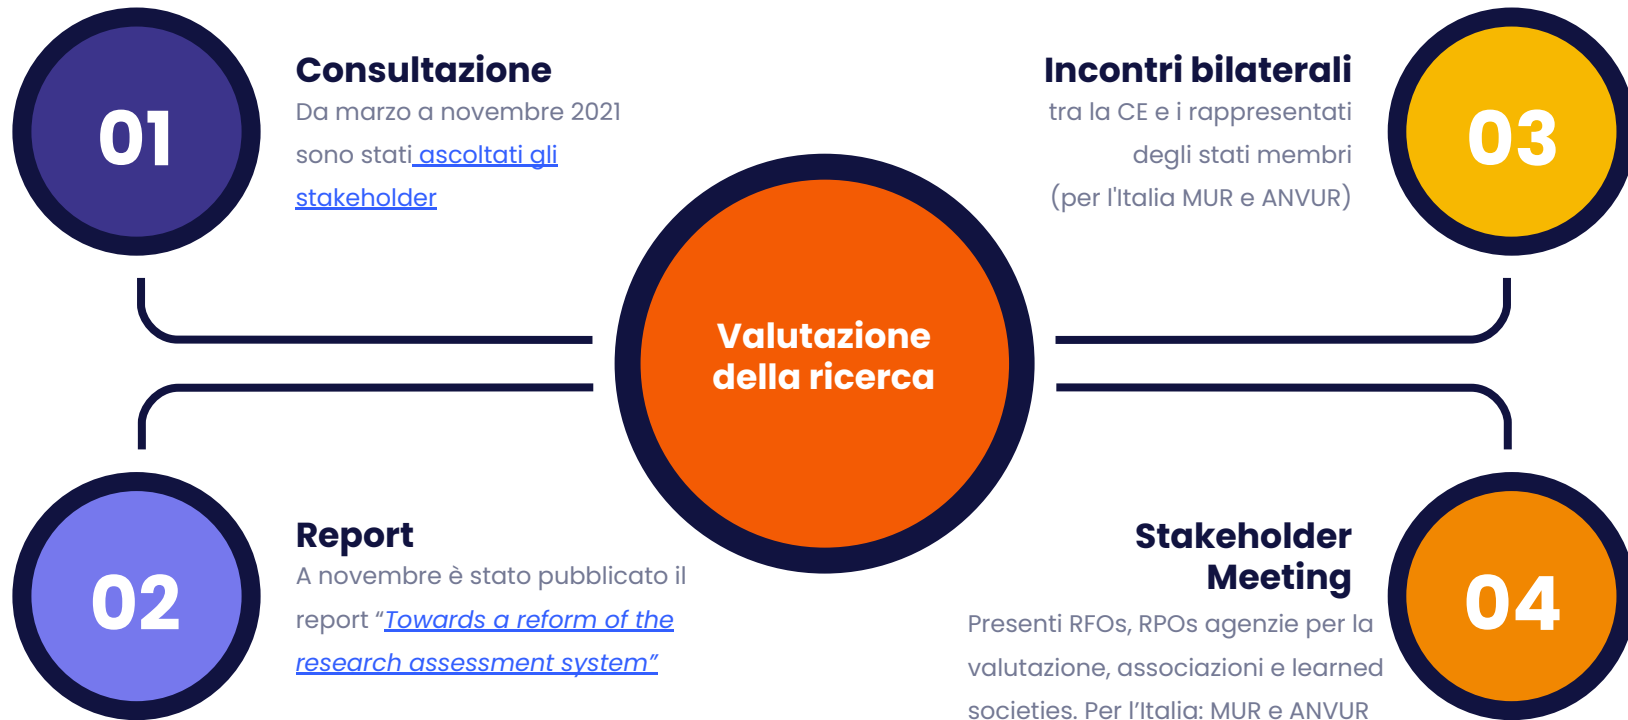 01
Consultazione
Da marzo a novembre 2021
sono stati ascoltati gli
stakeholder
02
Report
A novembre è stato pubblicato il
report “Towards a reform of the
research assessment system”
Valutazione
della ricerca
03
Incontri bilaterali
tra la CE e i rappresentati
degli stati membri
(per l'Italia MUR e ANVUR)
04
Stakeholder
Meeting
Presenti RFOs, RPOs agenzie per la
valutazione, associazioni e learned
societies. Per l’Italia: MUR e ANVUR